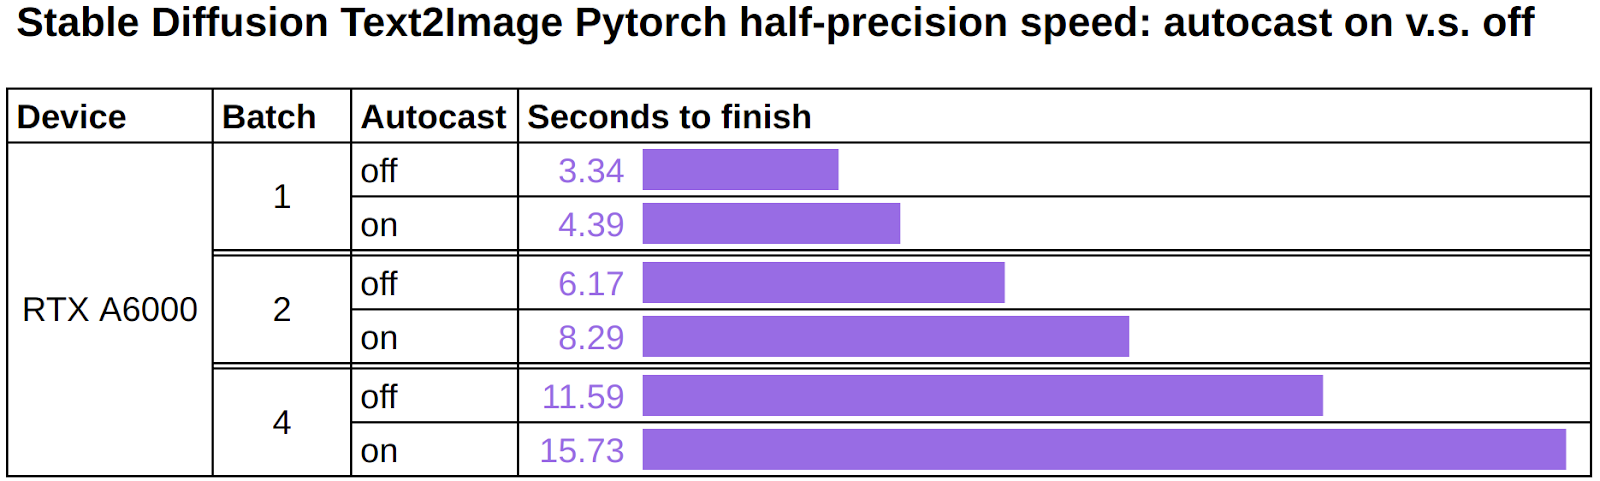 Stable Diffusion Text2Image Pytorch half-precision speed: autocast on v.s. off
Device Batch Autocast Seconds to finish
RTX A6000
1
off 3.34
on 4.39
2
off 6.17
on 8.29
4
off 11.59
on 15.73